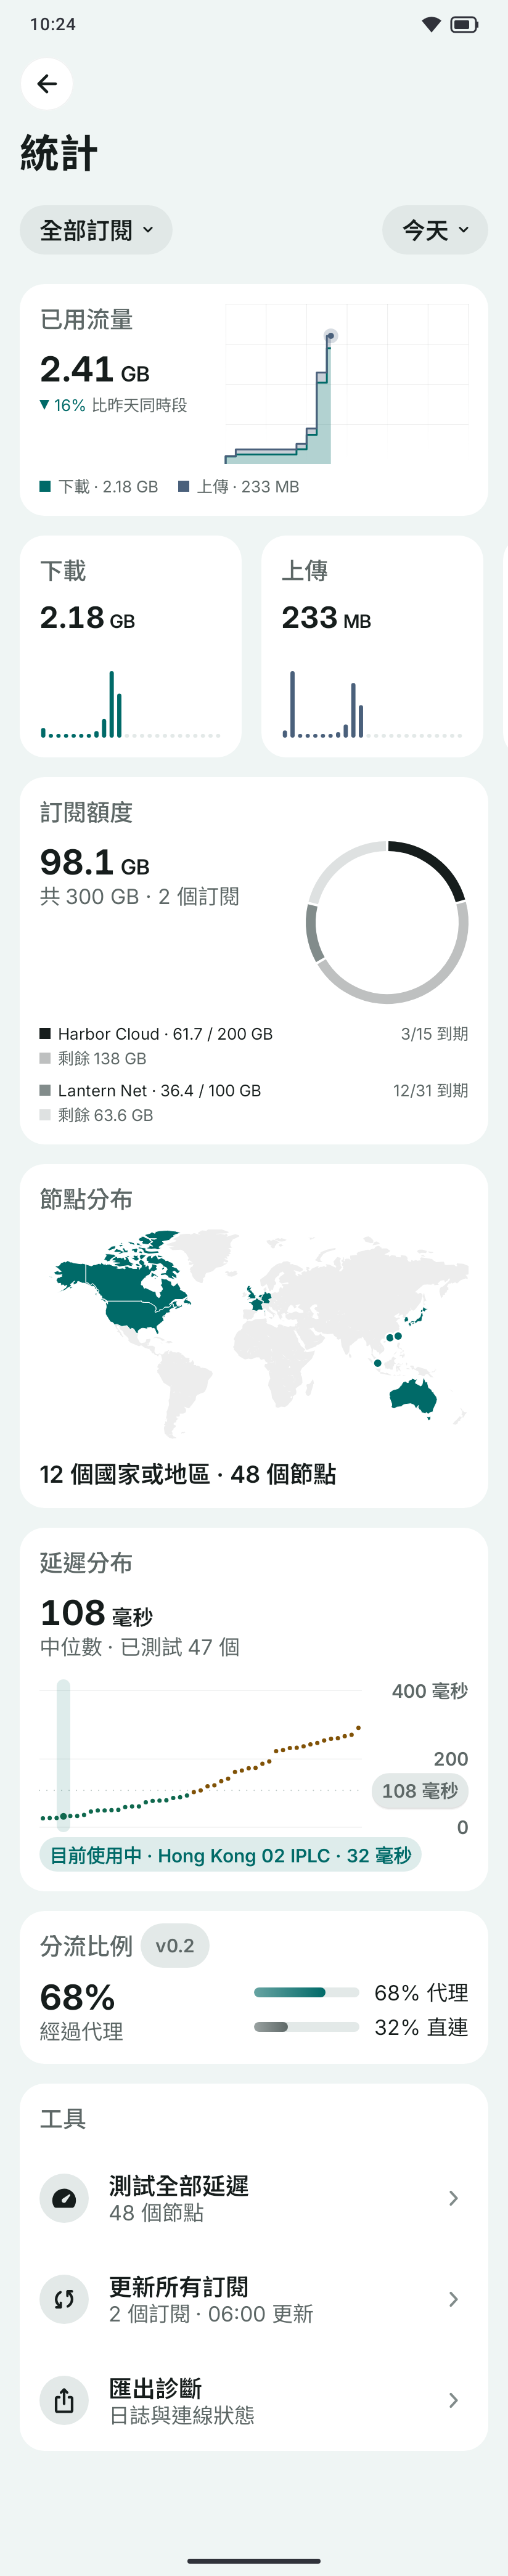 10:24
統計
全部訂閱
今天
已用流量
2.41 GB
▼ 16% 比昨天同時段
下載 · 2.18 GB
上傳 · 233 MB
下載
2.18 GB
上傳
233 MB
訂閱額度
98.1 GB
共 300 GB · 2 個訂閱
Harbor Cloud · 61.7 / 200 GB
3/15 到期
剩餘 138 GB
Lantern Net · 36.4 / 100 GB
12/31 到期
剩餘 63.6 GB
節點分布
12 個國家或地區 · 48 個節點
延遲分布
108 毫秒
中位數 · 已測試 47 個
400 毫秒
200
108 毫秒
0
目前使用中 · Hong Kong 02 IPLC · 32 毫秒
分流比例 v0.2
68%
經過代理
68% 代理
32% 直連
工具
測試全部延遲
48 個節點
更新所有訂閱
2 個訂閱 · 06:00 更新
匯出診斷
日誌與連線狀態